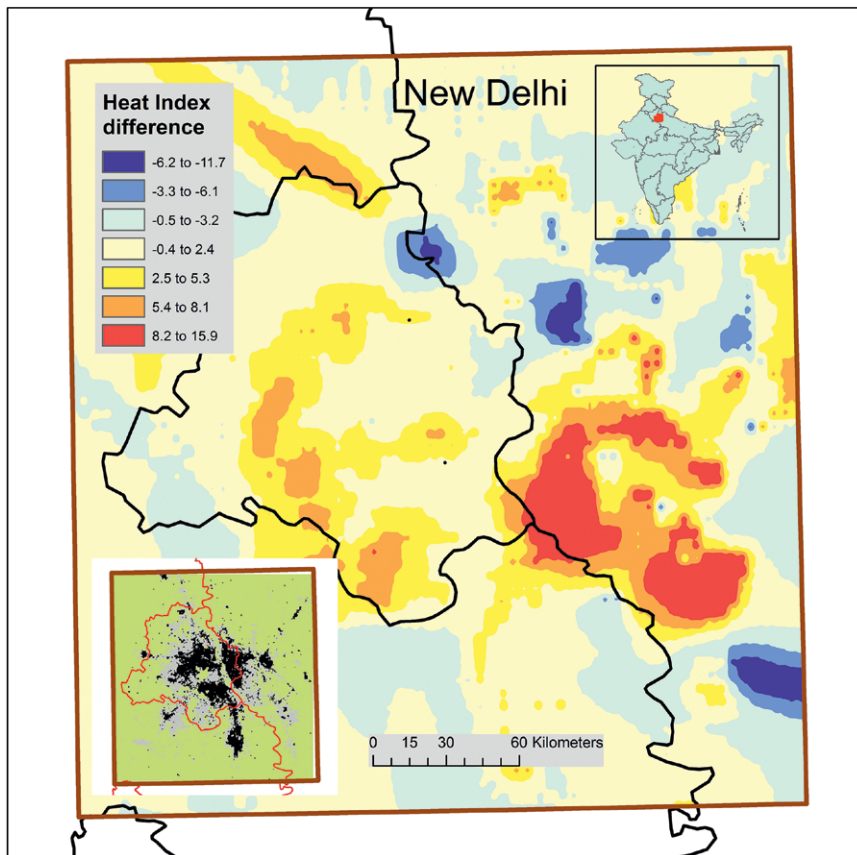 New Delhi
Heat Index
difference
-6.2 to -11.7
-3.3 to -6.1
-0.5 to -3.2
-0.4 to 2.4
2.5 to 5.3
5.4 to 8.1
8.2 to 15.9
0 15 30 60 Kilometers